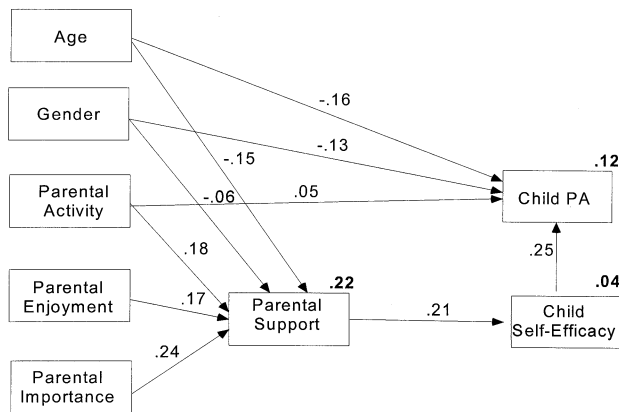 Age
-.16
Gender
-.13
-.15
.12
Parental
Activity
-.06
.05
Child PA
.18
.25
.22
.04
Parental
Enjoyment
.17
Parental
Support
.21
Child
Self-Efficacy
.24
Parental
Importance